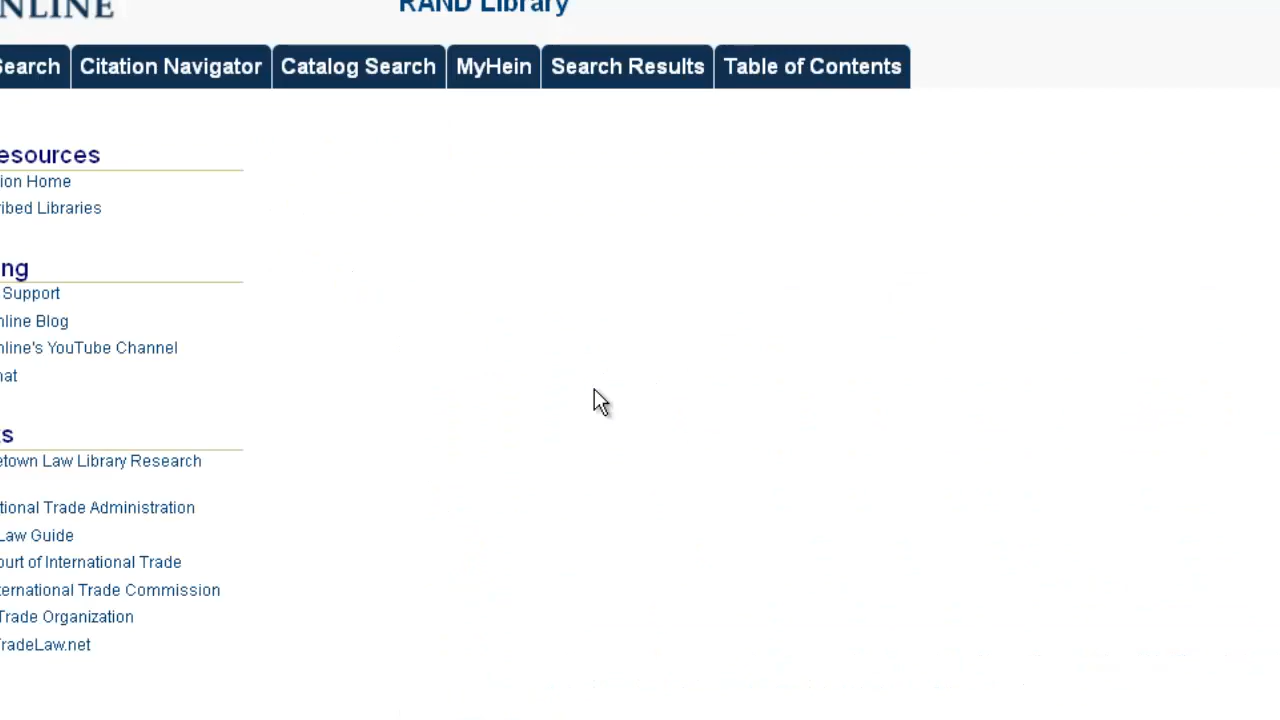 NLINE
RAND Library
Search
Citation Navigator
Catalog Search
MyHein
Search Results
Table of Contents
esources
ion Home
ribed Libraries
ng
Support
nline Blog
nline's YouTube Channel
hat
ks
etown Law Library Research
tional Trade Administration
Law Guide
ourt of International Trade
ternational Trade Commission
Trade Organization
TradeLaw.net